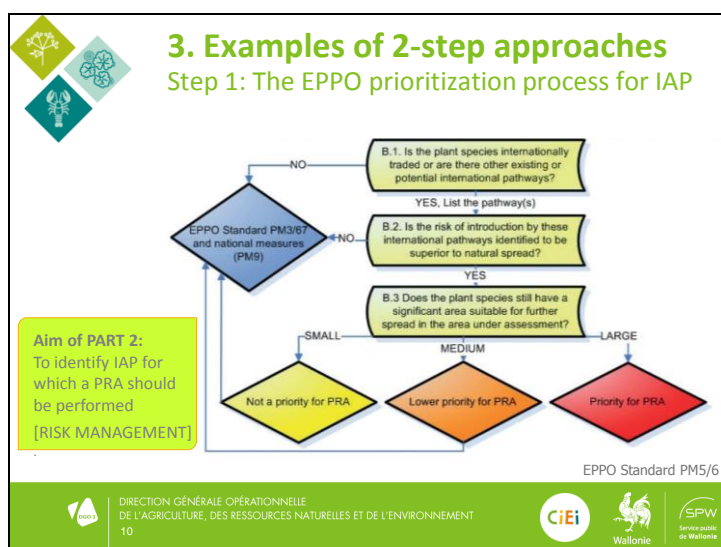 3. Examples of 2-step approaches
Step 1: The EPPO prioritization process for IAP
B.1. Is the plant species internationally
traded or are there other existing or
potential international pathways?
NO
YES, List the pathway(s)
EPPO Standard PM3/67
and national measures
(PM9)
NO
B.2. Is the risk of introduction by these
international pathways identified to be
superior to natural spread?
YES
B.3 Does the plant species still have a
significant area suitable for further
spread in the area under assessment?
SMALL
MEDIUM
LARGE
Aim of PART 2:
To identify IAP for
which a PRA should
be performed
[RISK MANAGEMENT]
.
Not a priority for PRA
Lower priority for PRA
Priority for PRA
EPPO Standard PM5/6
DGO 3
DIRECTION GÉNÉRALE OPÉRATIONNELLE
DE L'AGRICULTURE, DES RESSOURCES NATURELLES ET DE L'ENVIRONNEMENT
10
CiEi
Wallonie
SPW
Service public
de Wallonie